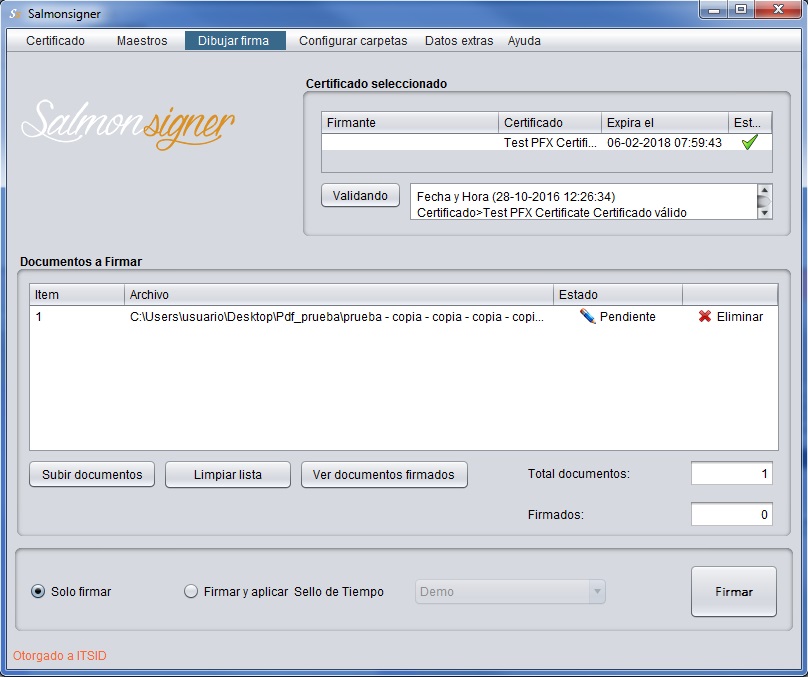 Salmonsigner
Certificado Maestros Dibujar firma Configurar carpetas Datos extras Ayuda
Salmonsigner
Certificado seleccionado
Firmante Certificado Expira el Est...
Test PFX Certifi... 06-02-2018 07:59:43
Validando
Fecha y Hora (28-10-2016 12:26:34)
Certificado>Test PFX Certificate Certificado válido
Documentos a Firmar
Item Archivo Estado
1 C:\Users\usuario\Desktop\Pdf_prueba\prueba - copia - copia - copia - copi... Pendiente Eliminar
Subir documentos Limpiar lista Ver documentos firmados Total documentos: 1
Firmados: 0
Solo firmar Firmar y aplicar Sello de Tiempo Demo Firmar
Otorgado a ITSID